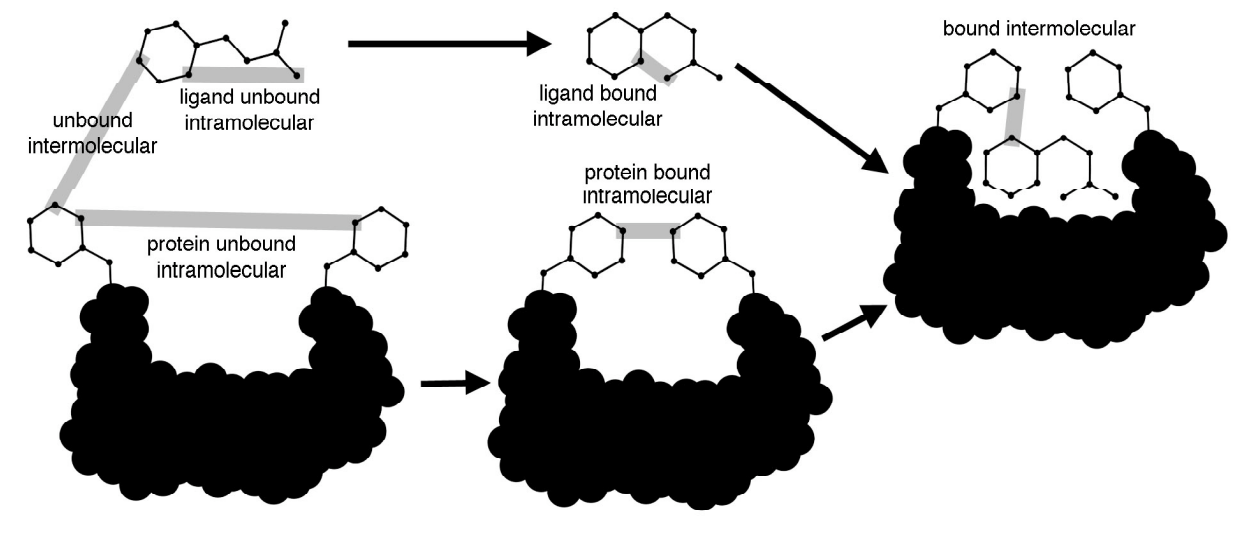 bound intermolecular
ligand unbound
intramolecular
ligand bound
intramolecular
unbound
intermolecular
protein bound
intramolecular
protein unbound
intramolecular